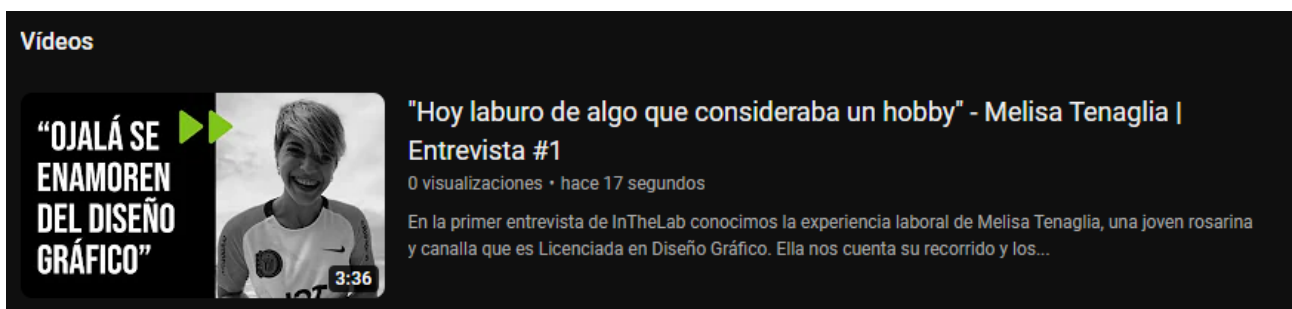 Vídeos
“OJALÁ SE
ENAMOREN
DEL DISEÑO
GRÁFICO”
3:36
"Hoy laburo de algo que consideraba un hobby" - Melisa Tenaglia |
Entrevista #1
0 visualizaciones • hace 17 segundos
En la primer entrevista de InTheLab conocimos la experiencia laboral de Melisa Tenaglia, una joven rosarina
y canalla que es Licenciada en Diseño Gráfico. Ella nos cuenta su recorrido y los...